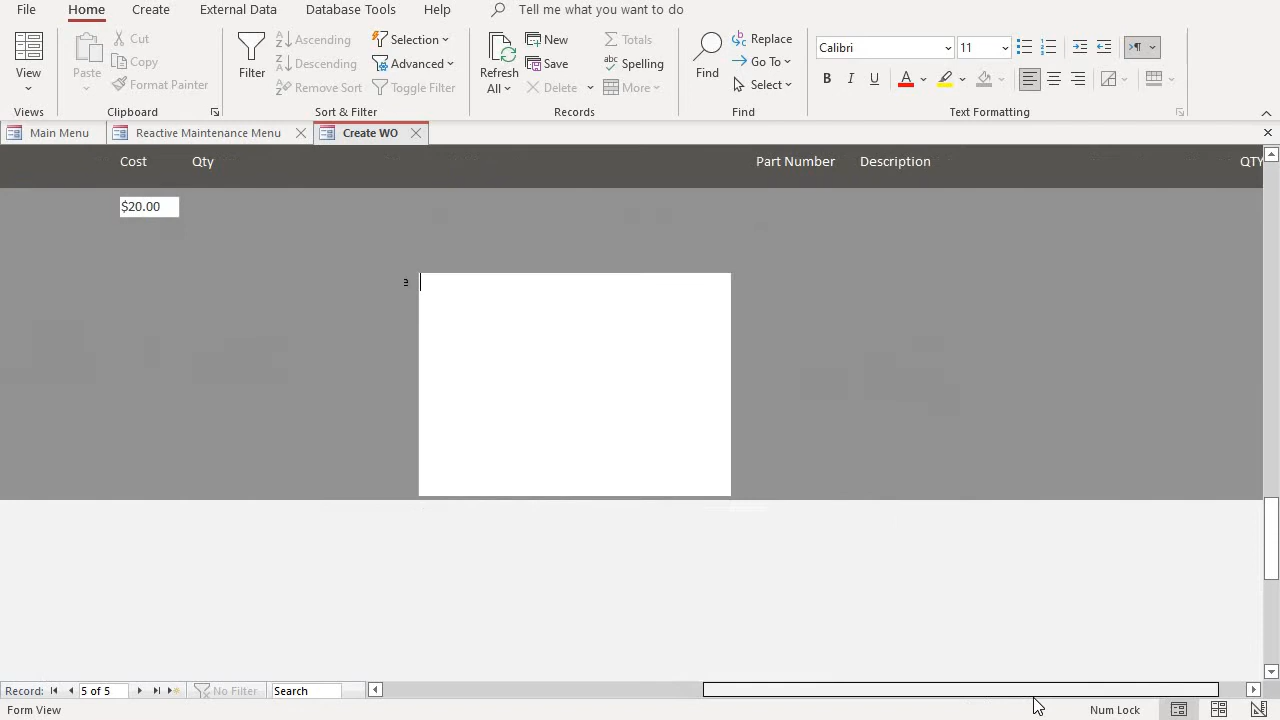 File Home Create External Data Database Tools Help Tell me what you want to do
View
Views
Paste
Cut
Copy
Format Painter
Clipboard
Filter
Ascending
Descending
Remove Sort
Selection
Advanced
Toggle Filter
Sort & Filter
Refresh
All
New
Save
Delete
Totals
Spelling
More
Records
Find
Replace
Go To
Select
Find
Calibri 11
B I U A
Text Formatting
Main Menu Reactive Maintenance Menu Create WO
Cost Qty Part Number Description QTY
$20.00
e
Record: 5 of 5 No Filter Search
Form View Num Lock